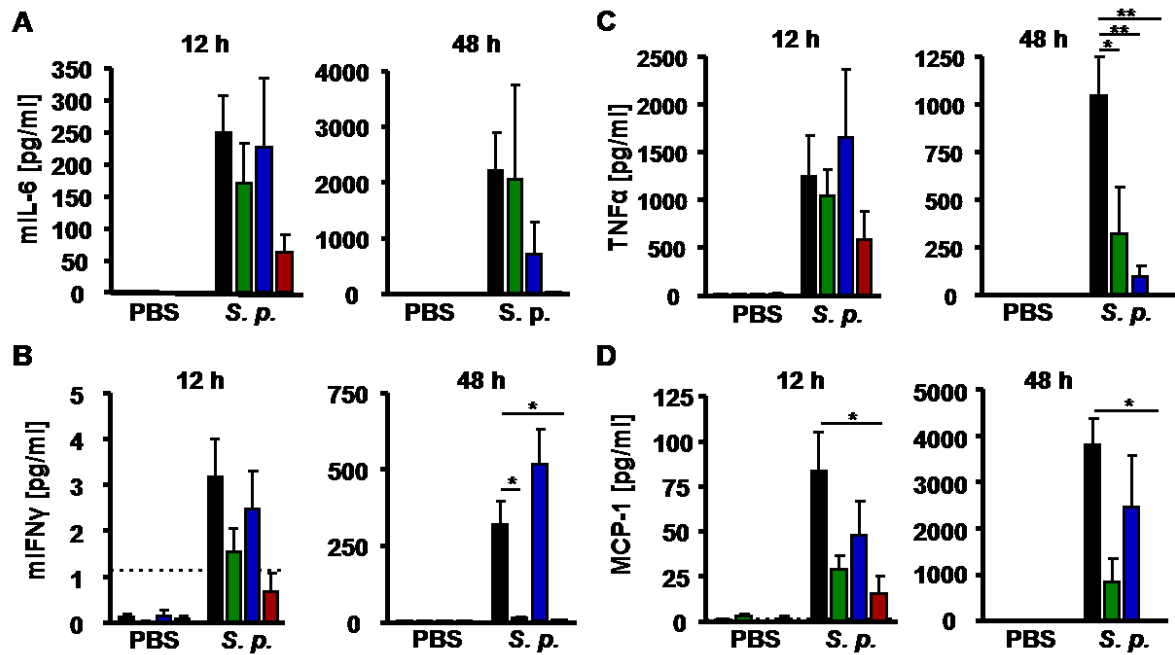 A
12 h
48 h
mIL-6 [pg/ml]
350
300
250
200
150
100
50
0
PBS
S. p.
4000
3000
2000
1000
0
PBS
S. p.
C
12 h
48 h
TNFα [pg/ml]
2500
2000
1500
1000
500
0
PBS
S. p.
**
**
*
1250
1000
750
500
250
0
PBS
S. p.
B
12 h
48 h
mIFNγ [pg/ml]
5
4
3
2
1
0
PBS
S. p.
750
500
250
0
*
*
PBS
S. p.
D
12 h
48 h
MCP-1 [pg/ml]
125
100
75
50
25
0
*
PBS
S. p.
5000
4000
3000
2000
1000
0
*
PBS
S. p.